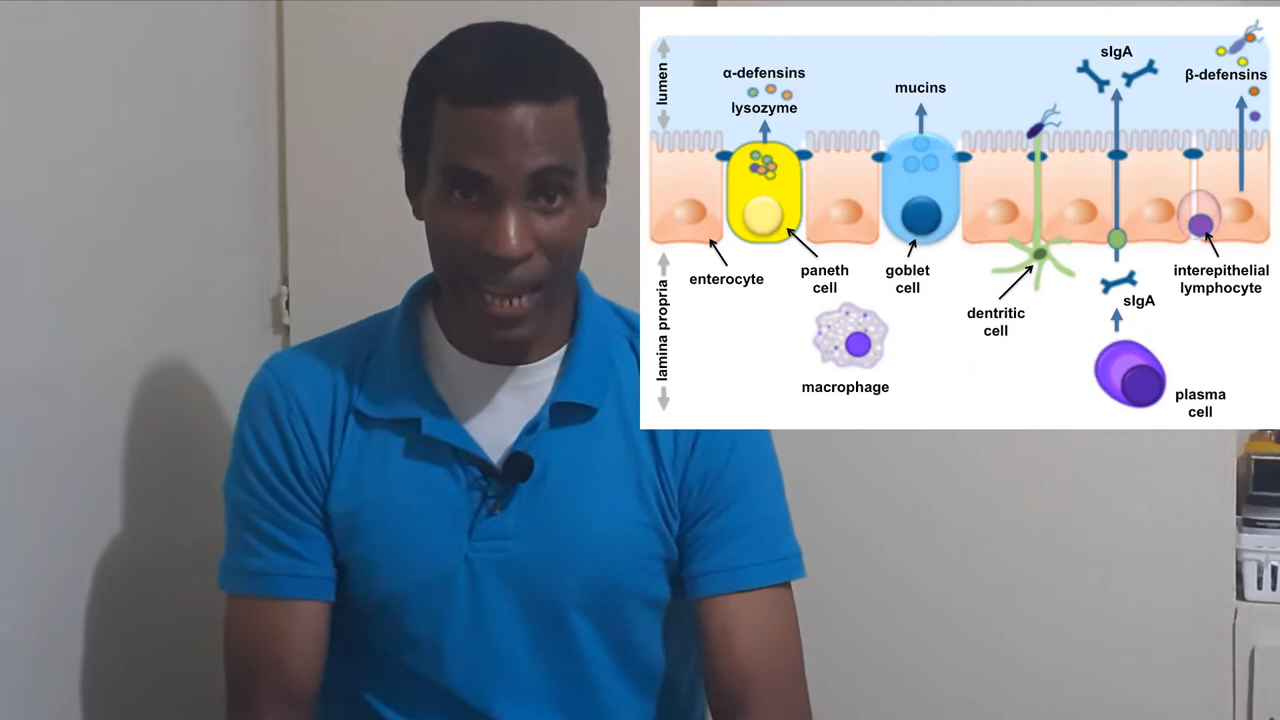 lumen
α-defensins
lysozyme
mucins
sIgA
β-defensins
enterocyte
paneth
cell
goblet
cell
dentritic
cell
interepithelial
lymphocyte
sIgA
lamina propria
macrophage
plasma
cell